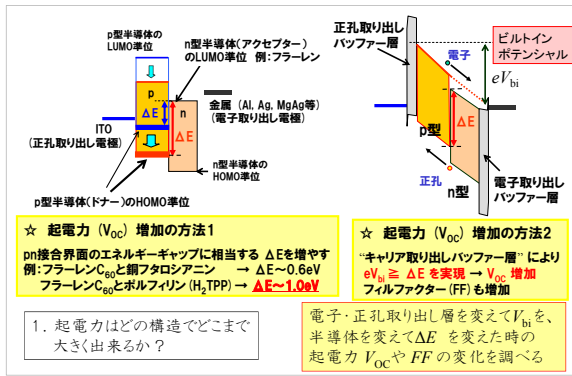 p型半導体の
LUMO準位
n型半導体(アクセプター)
のLUMO準位 例：フラーレン
p
n
ΔE
ΔE
金属 (Al, Ag, MgAg等)
(電子取り出し電極)
ITO
(正孔取り出し電極)
n型半導体の
HOMO準位
p型半導体(ドナー)のHOMO準位
正孔取り出し
バッファー層
電子
ビルトイン
ポテンシャル
eVbi
ΔE
p型
正孔
n型
電子取り出し
バッファー層
☆ 起電力 (VOC) 増加の方法1
pn接合界面のエネルギーギャップに相当する ΔEを増やす
例：フラーレンC60と銅フタロシアニン → ΔE～0.6eV
フラーレンC60とポルフィリン(H2TPP) → ΔE～1.0eV
☆ 起電力 (VOC) 増加の方法2
“キャリア取り出しバッファー層” により
eVbi ≧ ΔE を実現 → VOC 増加
フィルファクター(FF)も増加
1. 起電力はどの構造でどこまで
大きく出来るか？
電子・正孔取り出し層を変えてVbiを、
半導体を変えてΔE を変えた時の
起電力 VOCや FF の変化を調べる